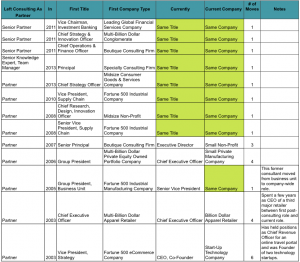 Left Consulting As Partner In First Title First Company Type Currently Current Company # of Moves Notes
Senior Partner 2011 Vice Chairman, Investment Banking Leading Global Financial Services Company Same Title Same Company 1
Senior Partner 2011 Chief Strategy & Innovation Officer Multi-Billion Dollar Conglomerate Same Title Same Company 1
Senior Partner 2011 Chief Operations & Finance Officer Boutique Consulting Firm Same Title Same Company 1
Senior Knowledge Expert, Team Manager 2013 Principal Specialty Consulting Firm Same Title Same Company 1
Partner 2013 Chief Strategy Officer Midsize Consumer Goods & Services Company Same Title Same Company 1
Partner 2010 Vice President, Supply Chain Fortune 500 Industrial Manufacturing Company Same Title Same Company 1
Partner 2008 Chief Research, Design, Innovation Officer Midsize Non-Profit Same Title Same Company 1
Partner 2006 Senior Vice President, Supply Chain Fortune 500 Industrial Manufacturing Company Same Title Same Company 1
Partner 2007 Senior Principal Boutique Consulting Firm Executive Director Small Non-Profit 3
Partner 2006 Group President Multi-Billion Dollar Private Equity Owned Portfolio Company Chief Executive Officer Small Private Manufacturing Company 4
Partner 2005 Group President, Business Unit Fortune 500 Industrial Manufacturing Company Senior Vice President Same Company 1 This former consultant moved from business unit to company-wide role.
Partner 2003 Chief Executive Officer Multi-Billion Dollar Apparel Retailer Chief Executive Officer Billion Dollar Apparel Retailer 4 Spent a few years as CEO of a third major retailer between first post-consulting role and current role.
Partner 2003 Vice President, Strategy Fortune 500 eCommerce Company CEO, Co-Founder Start-Up Technology Company 6 Has held positions as Chief Revenue Officer for an online travel portal and was Founder of two technology startups.